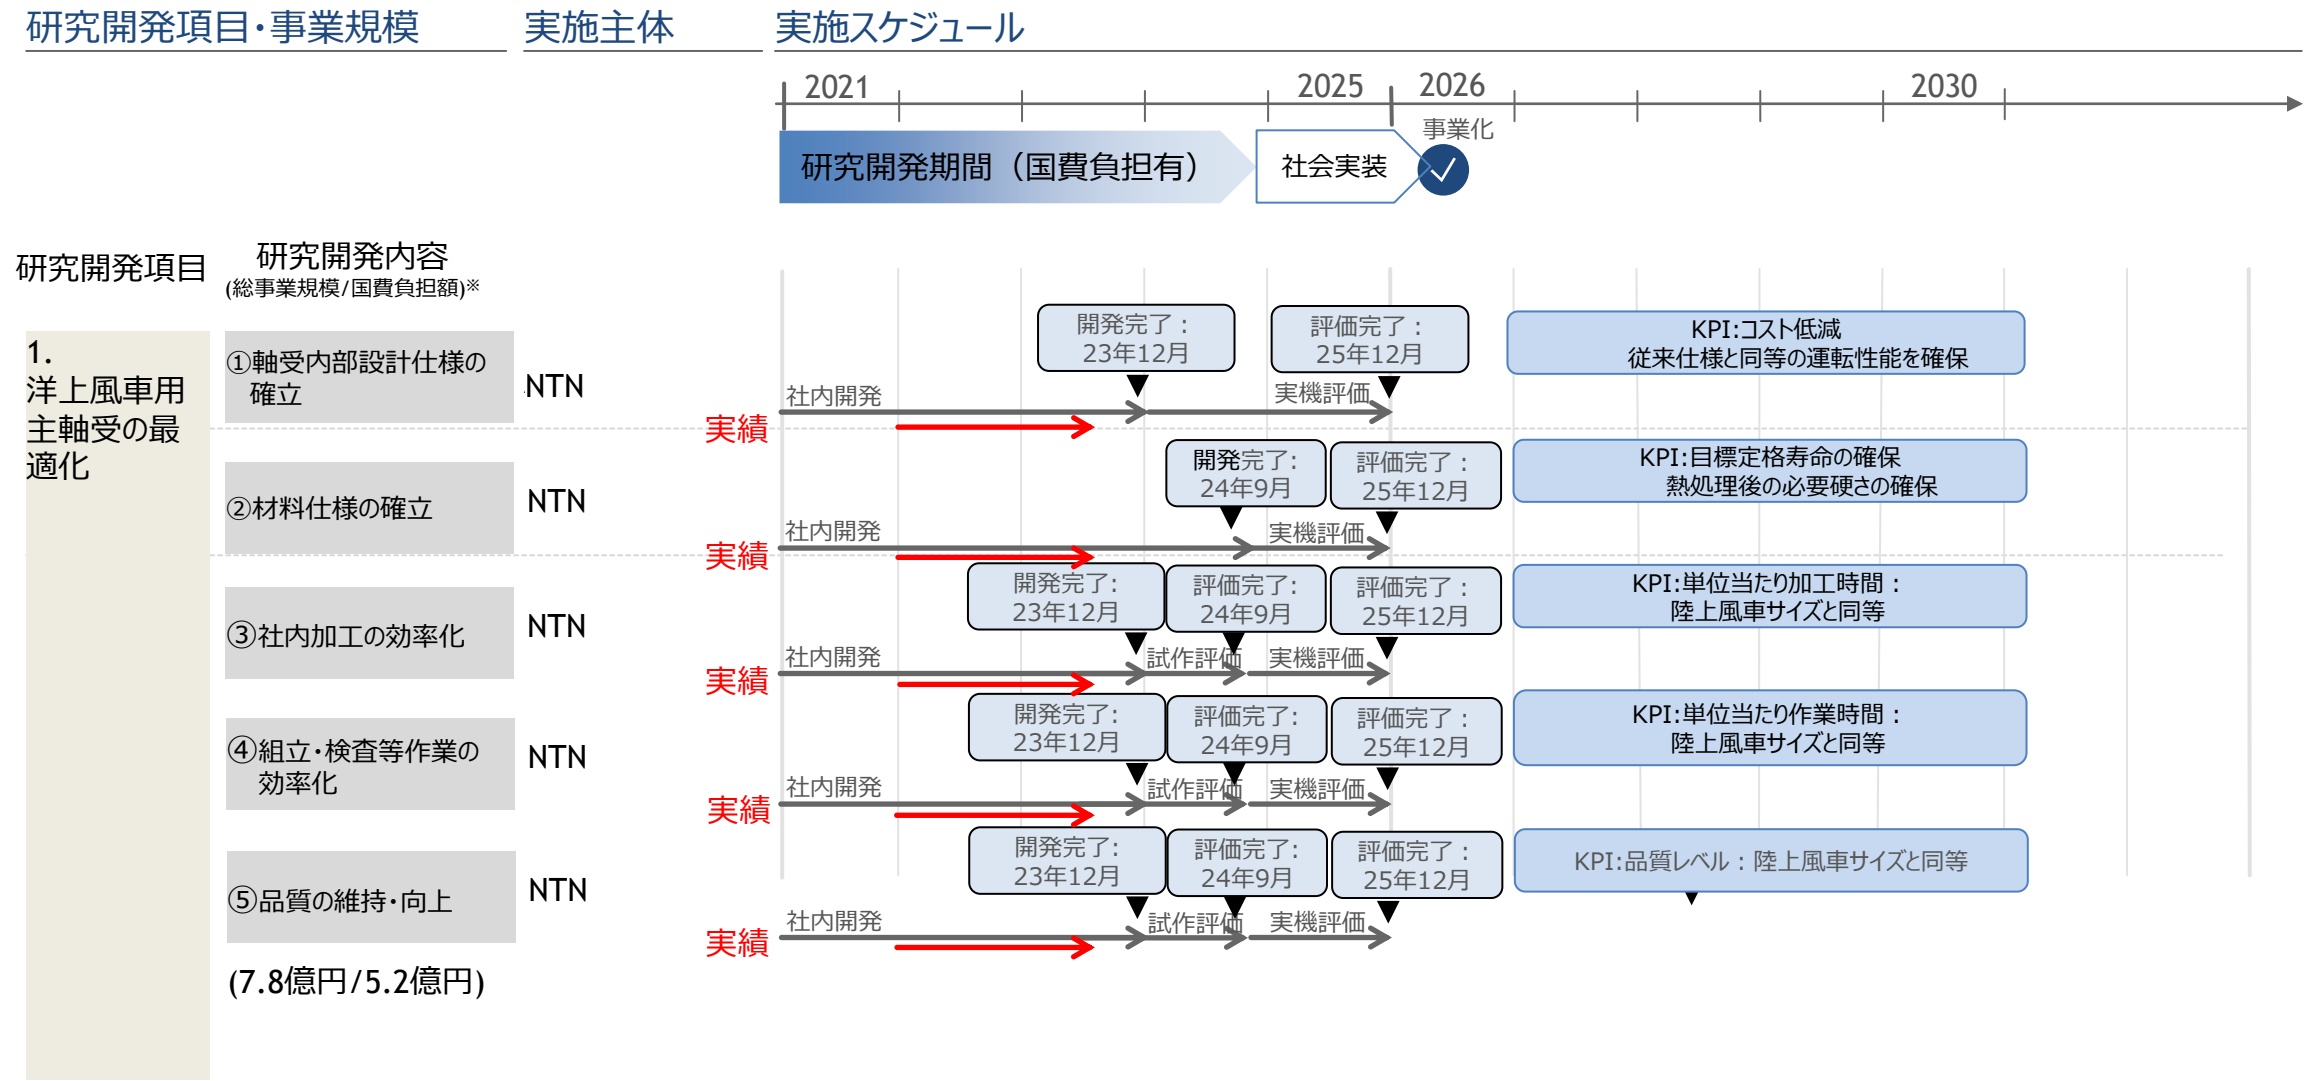 研究開発項目・事業規模
実施主体
実施スケジュール
2021
2025
2026
2030
事業化
研究開発期間（国費負担有）
社会実装
研究開発項目
研究開発内容
(総事業規模/国費負担額)※
1.
洋上風車用
主軸受の最
適化
①軸受内部設計仕様の
確立
NTN
開発完了：
23年12月
評価完了：
25年12月
社内開発
実機評価
実績
KPI:コスト低減
従来仕様と同等の運転性能を確保
②材料仕様の確立
NTN
開発完了:
24年9月
評価完了：
25年12月
社内開発
実機評価
実績
KPI:目標定格寿命の確保
熱処理後の必要硬さの確保
③社内加工の効率化
NTN
開発完了:
23年12月
評価完了:
24年9月
評価完了：
25年12月
社内開発
試作評価
実機評価
実績
KPI:単位当たり加工時間：
陸上風車サイズと同等
④組立・検査等作業の
効率化
NTN
開発完了:
23年12月
評価完了:
24年9月
評価完了：
25年12月
社内開発
試作評価
実機評価
実績
KPI:単位当たり作業時間：
陸上風車サイズと同等
⑤品質の維持・向上
NTN
開発完了:
23年12月
評価完了:
24年9月
評価完了：
25年12月
社内開発
試作評価
実機評価
実績
KPI:品質レベル：陸上風車サイズと同等
(7.8億円/5.2億円)